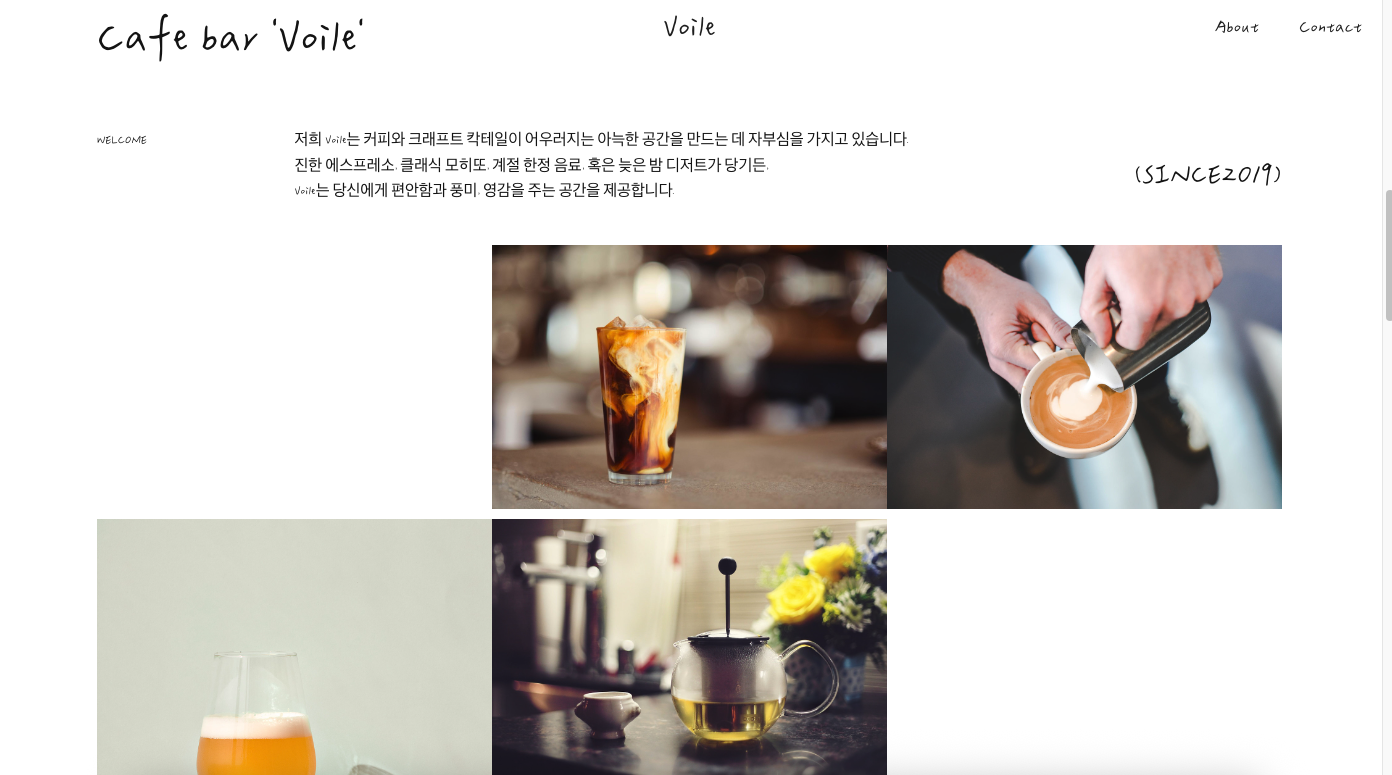 Cafe bar 'Voile'
Voile
About
Contact
WELCOME
저희 Voile는 커피와 크래프트 칵테일이 어우러지는 아늑한 공간을 만드는 데 자부심을 가지고 있습니다.
진한 에스프레소, 클래식 모히또, 계절 한정 음료, 혹은 늦은 밤 디저트가 당기든,
Voile는 당신에게 편안함과 풍미, 영감을 주는 공간을 제공합니다.
(SINCE2019)